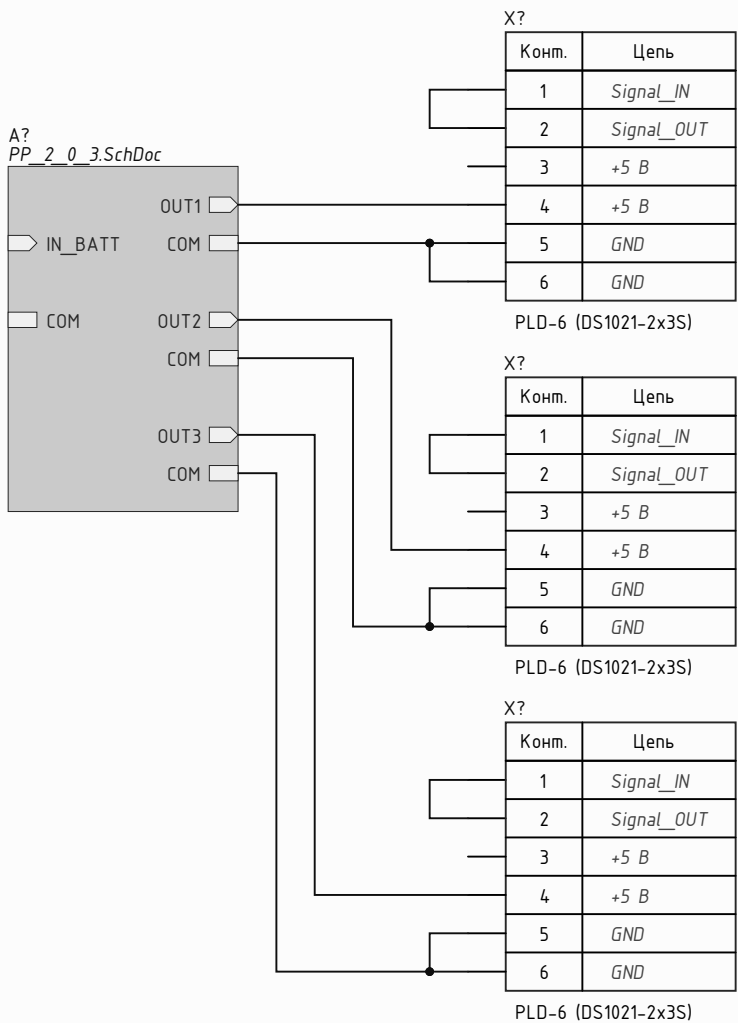 A?
PP_2_0_3.SchDoc
OUT1
IN_BATT COM
COM OUT2
COM
OUT3
COM
X?
Конт. Цепь
1 Signal_IN
2 Signal_OUT
3 +5 В
4 +5 В
5 GND
6 GND
PLD-6 (DS1021-2x3S)
X?
Конт. Цепь
1 Signal_IN
2 Signal_OUT
3 +5 В
4 +5 В
5 GND
6 GND
PLD-6 (DS1021-2x3S)
X?
Конт. Цепь
1 Signal_IN
2 Signal_OUT
3 +5 В
4 +5 В
5 GND
6 GND
PLD-6 (DS1021-2x3S)